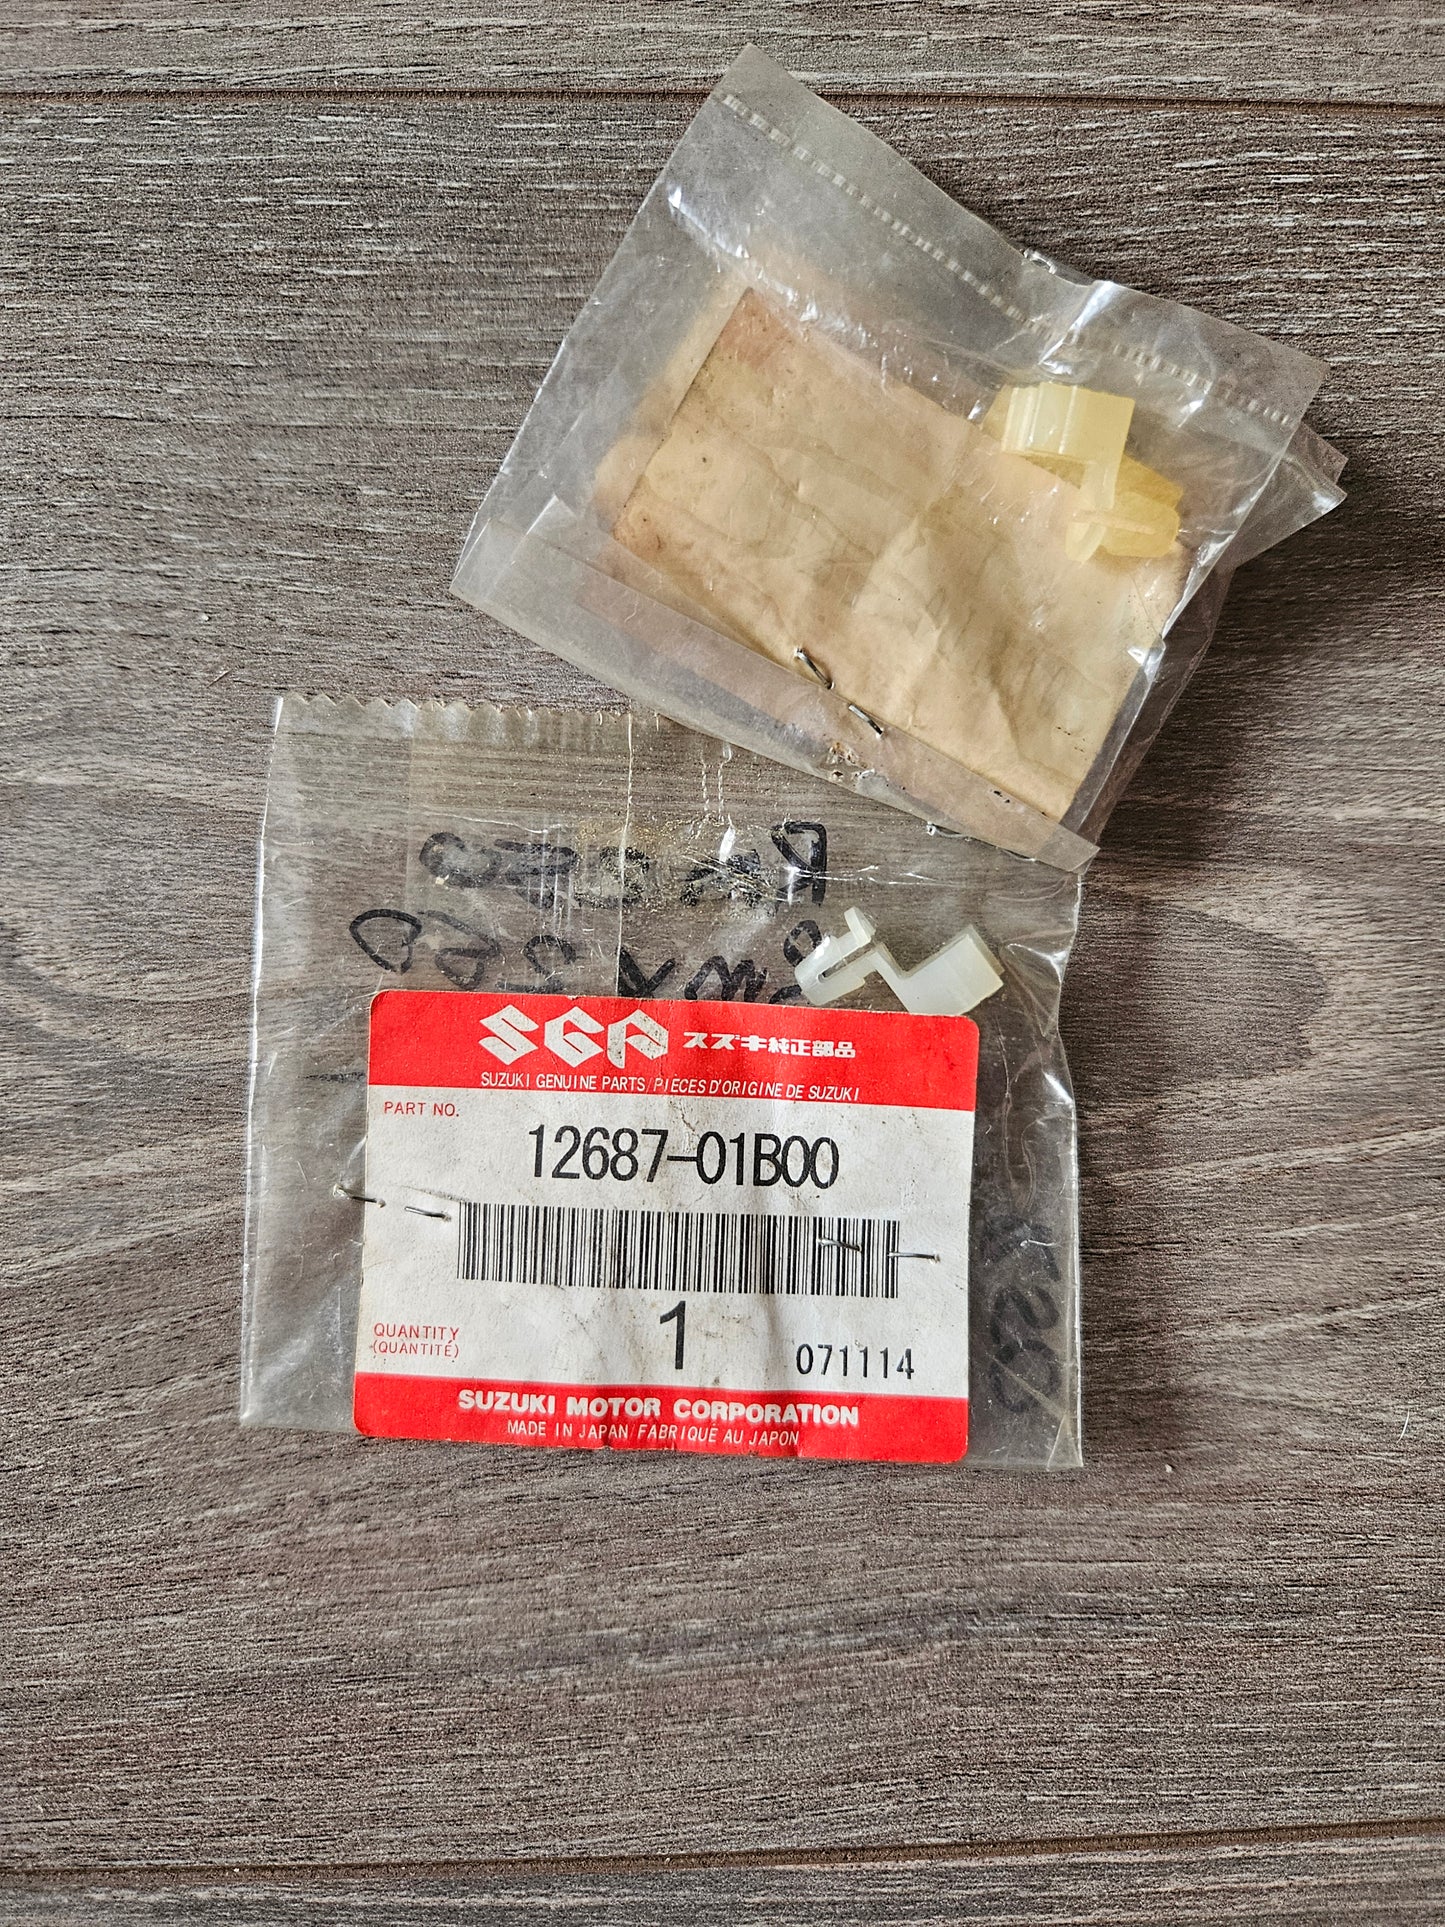 SGP スズキ純正部品
SUZUKI GENUINE PARTS/PIECES D'ORIGINE DE SUZUKI
PART NO.
12687-01B00
QUANTITY
(QUANTITÉ)
1
071114
SUZUKI MOTOR CORPORATION
MADE IN JAPAN/FABRIQUÉ AU JAPON